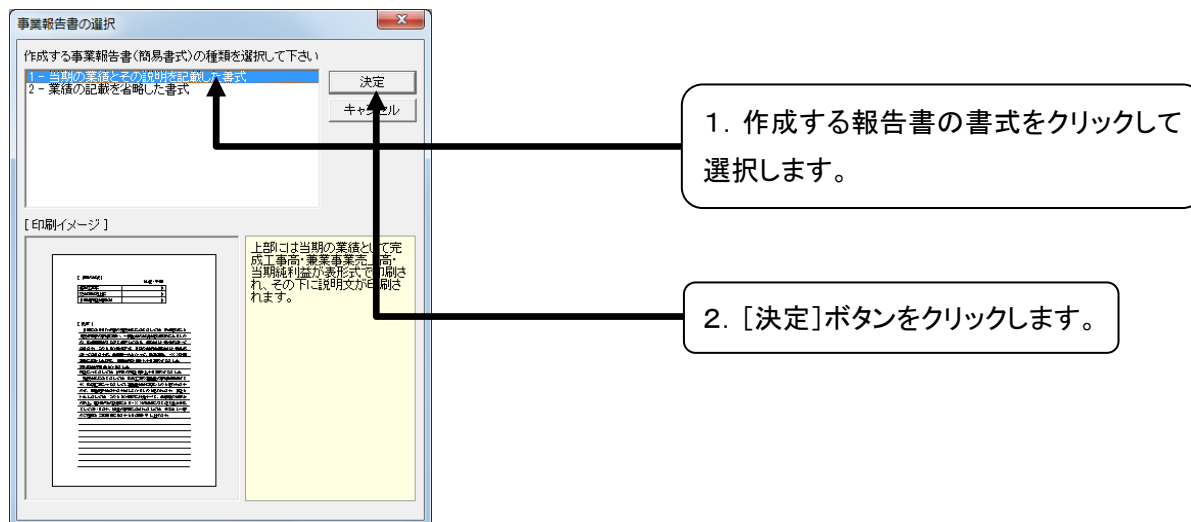 事業報告書の選択
作成する事業報告書(簡易書式)の種類を選択して下さい
1 - 当期の業績とその説明を記載した書式
2 - 業績の記載を省略した書式
決定
キャンセル
1．作成する報告書の書式をクリックして
選択します。
[ 印刷イメージ ]
上部には当期の業績として完
成工事高・兼業事業売上高・
当期純利益が表形式で印刷さ
れ、その下に説明文が印刷さ
れます。
2．[決定]ボタンをクリックします。